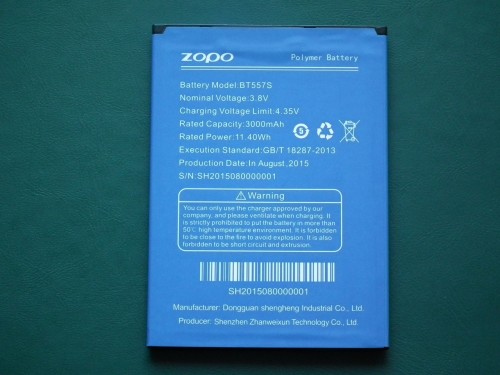 ZOPO
Polymer Battery
Battery Model:BT557S
Nominal Voltage:3.8V
Charging Voltage Limit:4.35V
Rated Capacity:3000mAh
Rated Power:11.40Wh
Execution Standard:GB/T 18287-2013
Production Date:In August,2015
S/N:SH2015080000001
Warning
You can only use the charger approved by our
company, and please ventilate when charging. It
is strictly prohibited to put the battery in more than
50℃ high temperature environment. It is forbidden
to be close to the fire to avoid explosion. It is also
forbidden to be short circuit and extrusion.
SH2015080000001
Manufacturer: Dongguan shengheng Industrial Co., Ltd.
Producer: Shenzhen Zhanweixun Technology Co., Ltd.